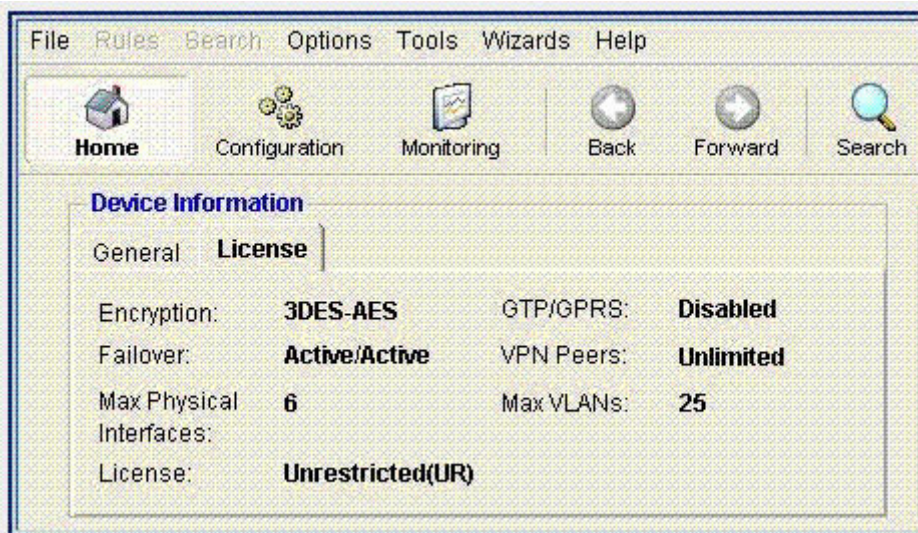 File Rules Search Options Tools Wizards Help
Home Configuration Monitoring Back Forward Search
Device Information
General License
Encryption: 3DES-AES GTP/GPRS: Disabled
Failover: Active/Active VPN Peers: Unlimited
Max Physical Interfaces: 6 Max VLANs: 25
License: Unrestricted(UR)